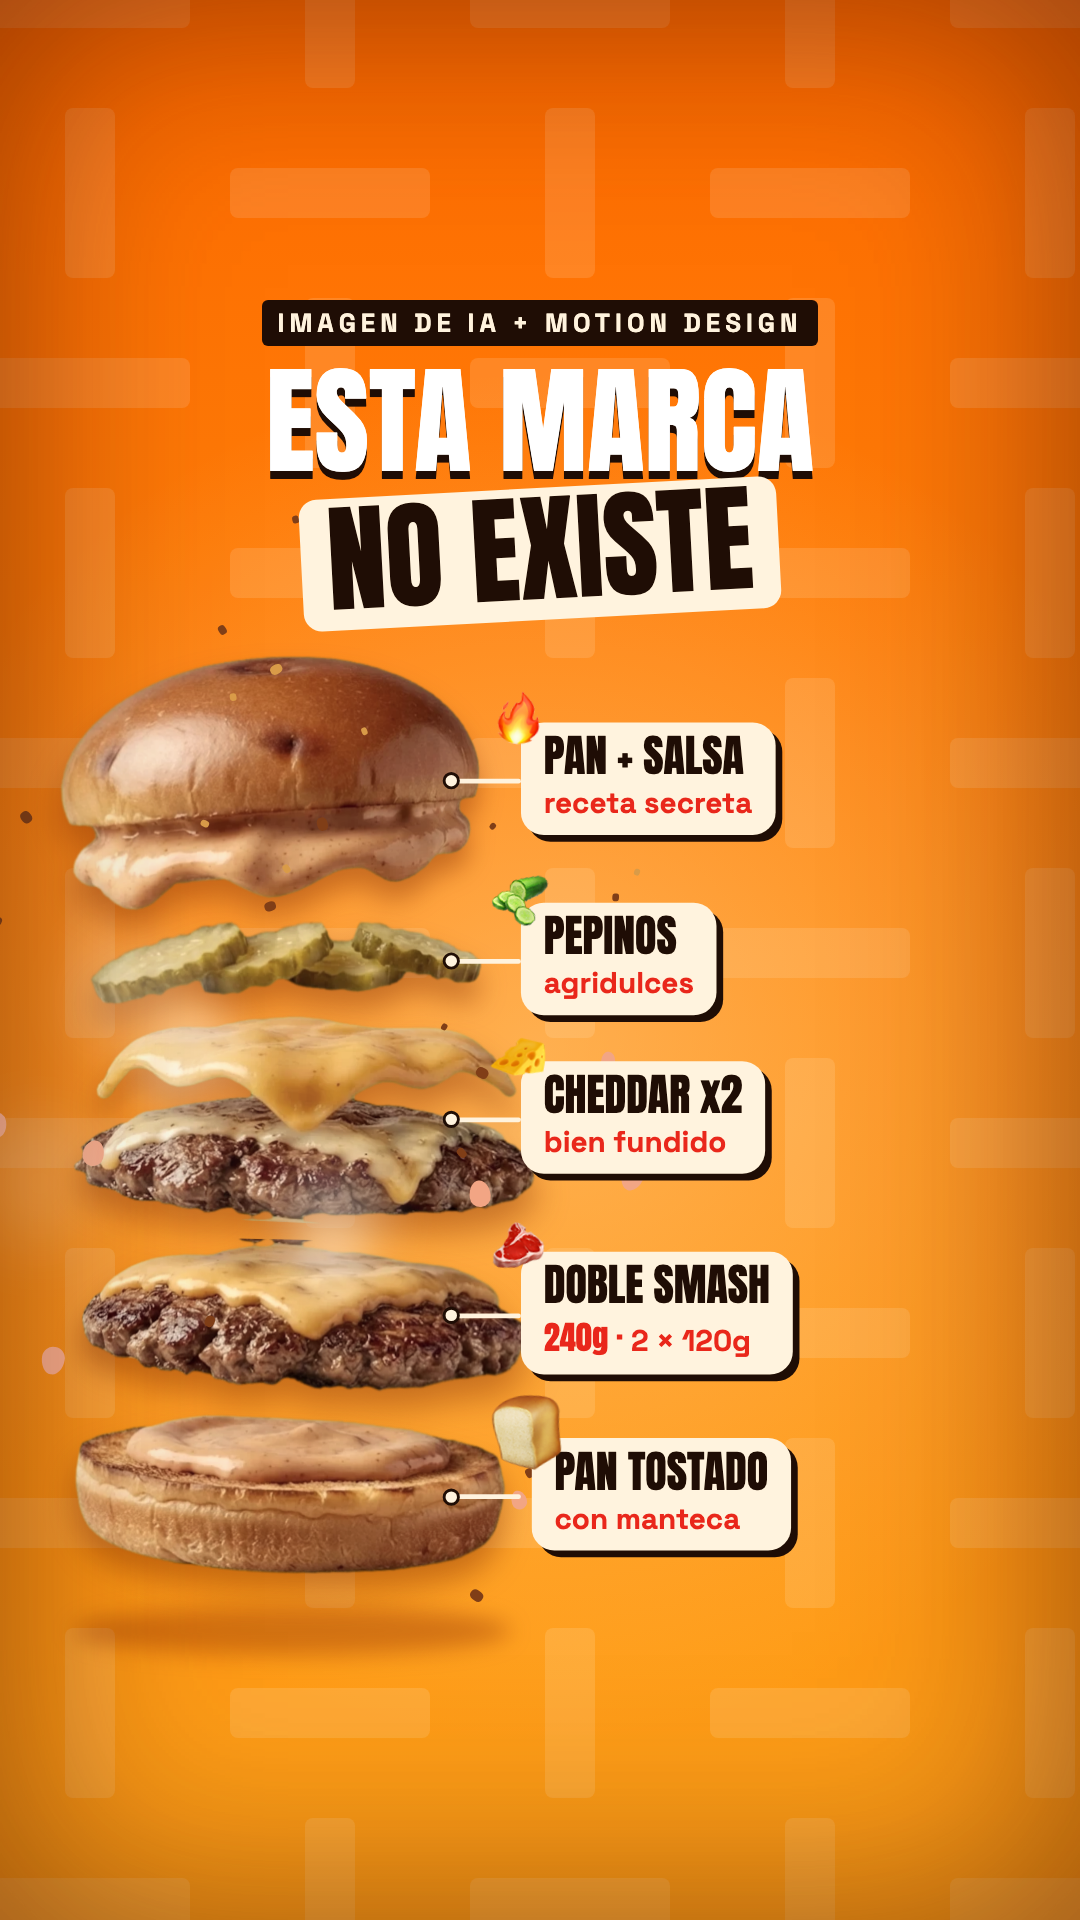 IMAGEN DE IA + MOTION DESIGN
ESTA MARCA
NO EXISTE
PAN + SALSA
receta secreta
PEPINOS
agridulces
CHEDDAR x2
bien fundido
DOBLE SMASH
240g · 2 × 120g
PAN TOSTADO
con manteca